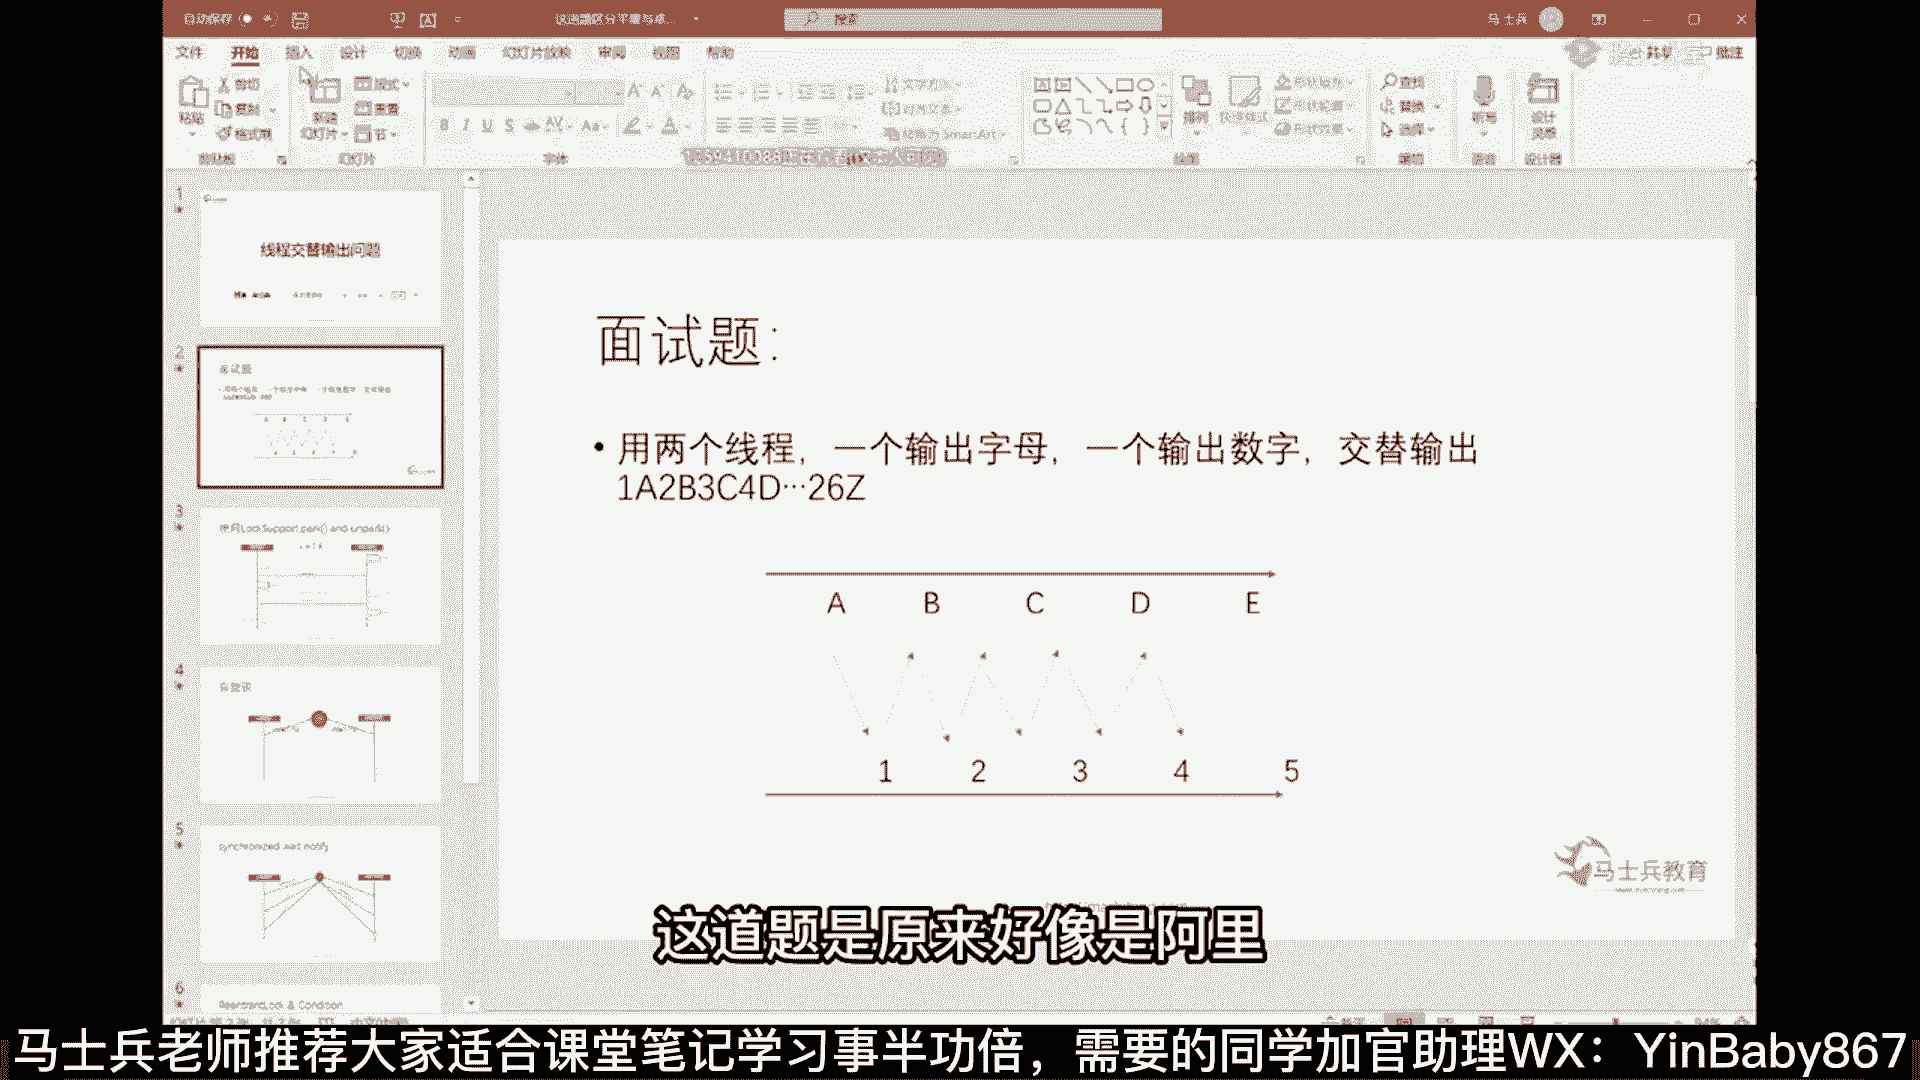 自动保存
这道题区分平庸与卓...
搜索
马士兵
文件 开始 插入 设计 切换 动画 幻灯片放映 审阅 视图 帮助
共享 批注
粘贴 剪切 复制 格式刷
新建 幻灯片 版式 重置 节
文字方向 对齐文本 转换为 SmartArt
排列 快速样式 形状填充 形状轮廓 形状效果
查找 替换 选择
听写 设计灵感
剪贴板 幻灯片 字体 绘图 编辑 语音 设计器
1
线程交替输出问题
2
面试题
3
使用LockSupport park() and unpark()
4
自旋锁
5
synchronized wait notify
6
ReentrantLock & Condition
面试题：
• 用两个线程，一个输出字母，一个输出数字，交替输出
1A2B3C4D…26Z
A B C D E
1 2 3 4 5
马士兵教育
这道题是原来好像是阿里
马士兵老师推荐大家适合课堂笔记学习事半功倍，需要的同学加官助理WX：YinBaby867